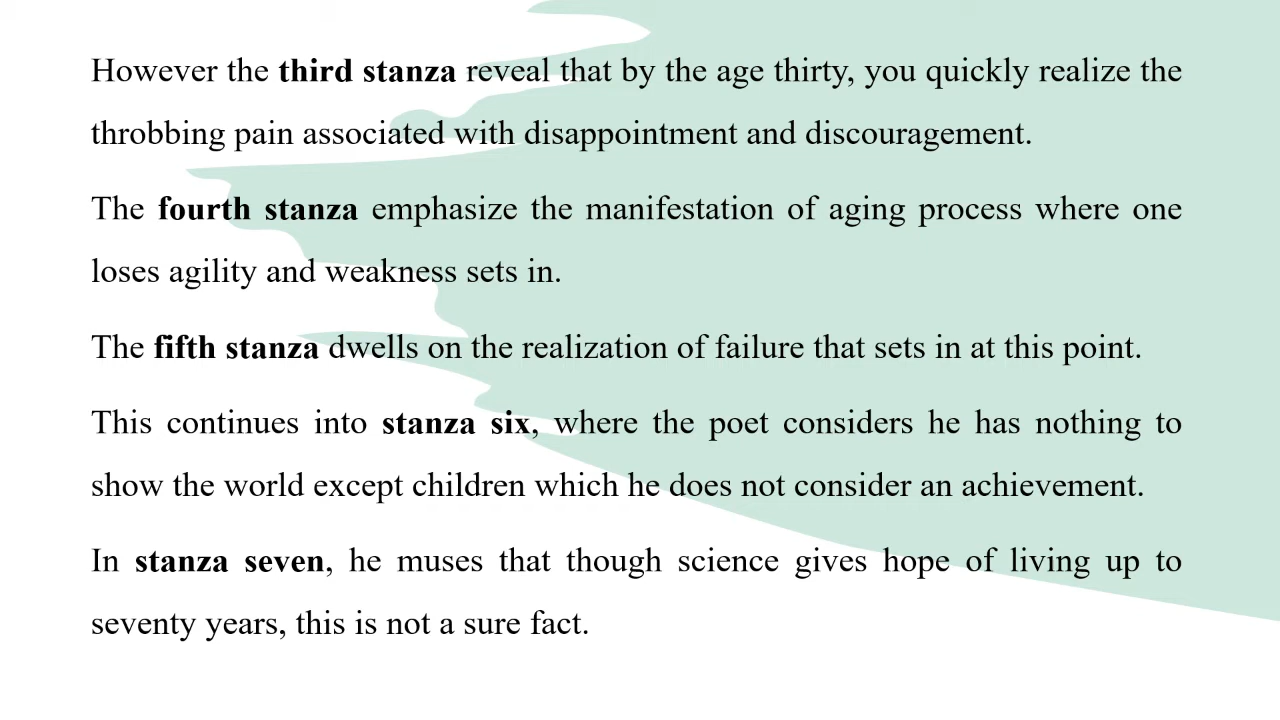 However the third stanza reveal that by the age thirty, you quickly realize the
throbbing pain associated with disappointment and discouragement.
The fourth stanza emphasize the manifestation of aging process where one
loses agility and weakness sets in.
The fifth stanza dwells on the realization of failure that sets in at this point.
This continues into stanza six, where the poet considers he has nothing to
show the world except children which he does not consider an achievement.
In stanza seven, he muses that though science gives hope of living up to
seventy years, this is not a sure fact.